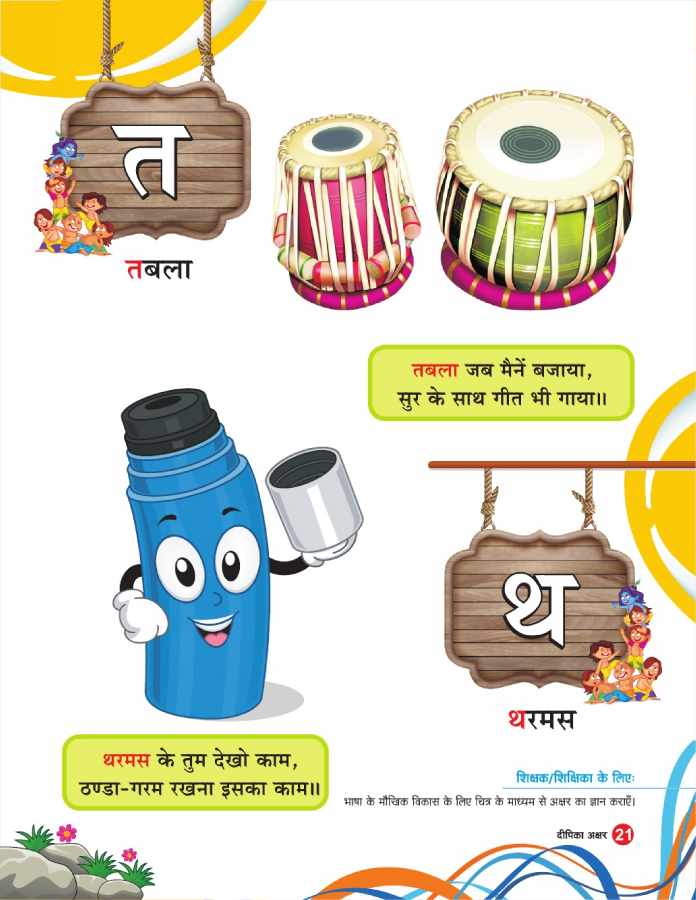 त
तबला
तबला जब मैनें बजाया,
सुर के साथ गीत भी गाया॥
थ
थरमस
थरमस के तुम देखो काम,
ठण्डा-गरम रखना इसका काम॥
शिक्षक/शिक्षिका के लिएः
भाषा के मौखिक विकास के लिए चित्र के माध्यम से अक्षर का ज्ञान कराएँ।
दीपिका अक्षर 21